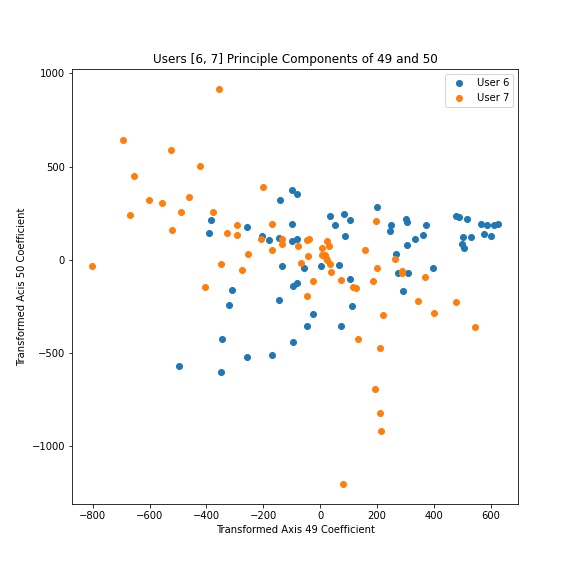 Users [6, 7] Principle Components of 49 and 50
User 6
User 7
1000
500
0
−500
−1000
Transformed Acis 50 Coefficient
−800 −600 −400 −200 0 200 400 600
Transformed Axis 49 Coefficient